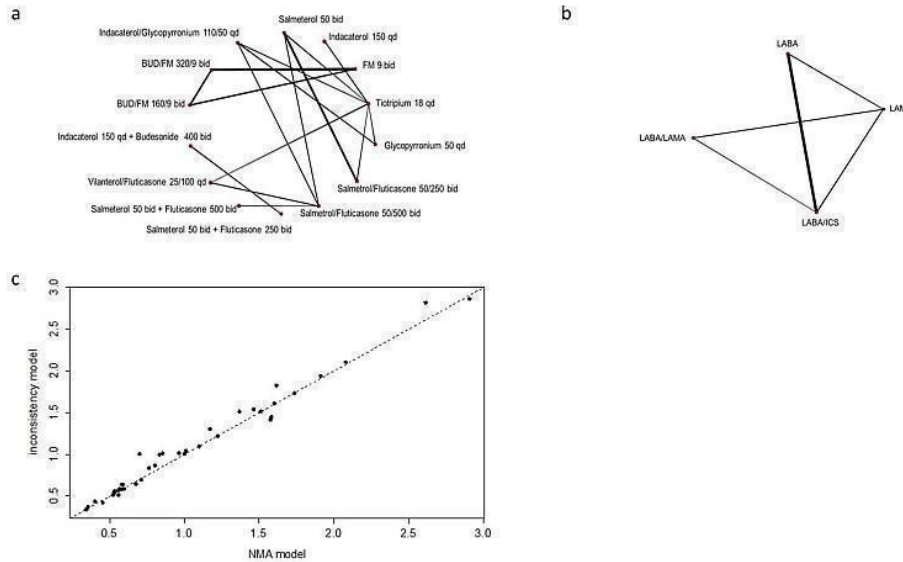 a
Salmeterol 50 bid
Indacaterol/Glycopyrronium 110/50 qd
Indacaterol 150 qd
BUD/FM 320/9 bid
FM 9 bid
BUD/FM 160/9 bid
Tiotripium 18 qd
Indacaterol 150 qd + Budesonide 400 bid
Glycopyrronium 50 qd
Vilanterol/Fluticasone 25/100 qd
Salmetrol/Fluticasone 50/250 bid
Salmeterol 50 bid + Fluticasone 500 bid
Salmetrol/Fluticasone 50/500 bid
Salmeterol 50 bid + Fluticasone 250 bid
b
LABA
LAM
LABA/LAMA
LABA/ICS
c
inconsistency model
3.0
2.5
2.0
1.5
1.0
0.5
0.5 1.0 1.5 2.0 2.5 3.0
NMA model